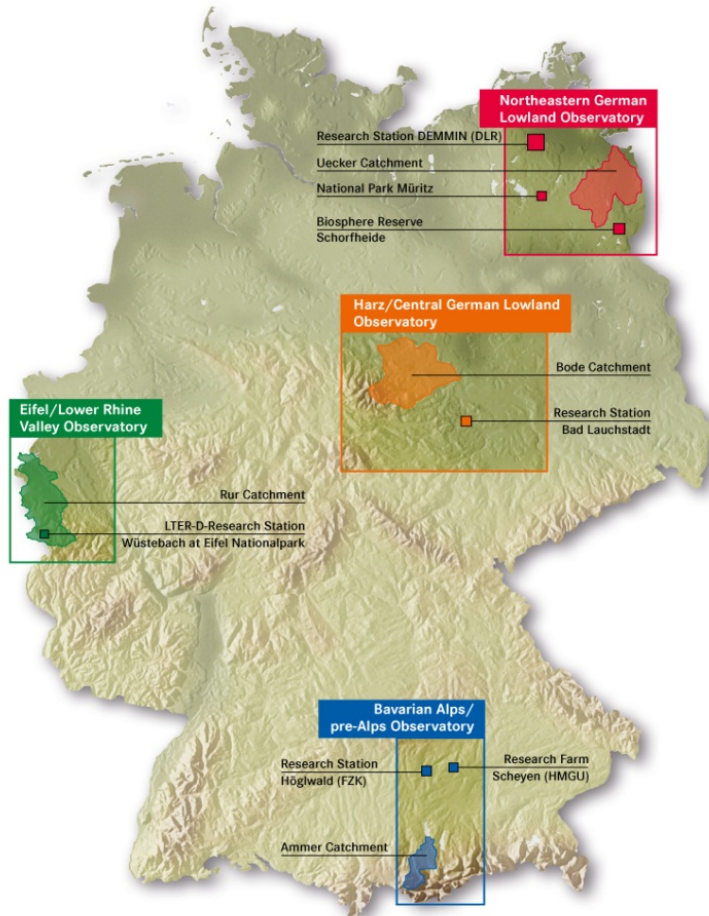 Northeastern German
Lowland Observatory
Research Station DEMMIN (DLR)
Uecker Catchment
National Park Müritz
Biosphere Reserve
Schorfheide
Harz/Central German Lowland
Observatory
Bode Catchment
Research Station
Bad Lauchstadt
Eifel/Lower Rhine
Valley Observatory
Rur Catchment
LTER-D-Research Station
Wüstebach at Eifel Nationalpark
Bavarian Alps/
pre-Alps Observatory
Research Station
Höglwald (FZK)
Research Farm
Scheyen (HMGU)
Ammer Catchment